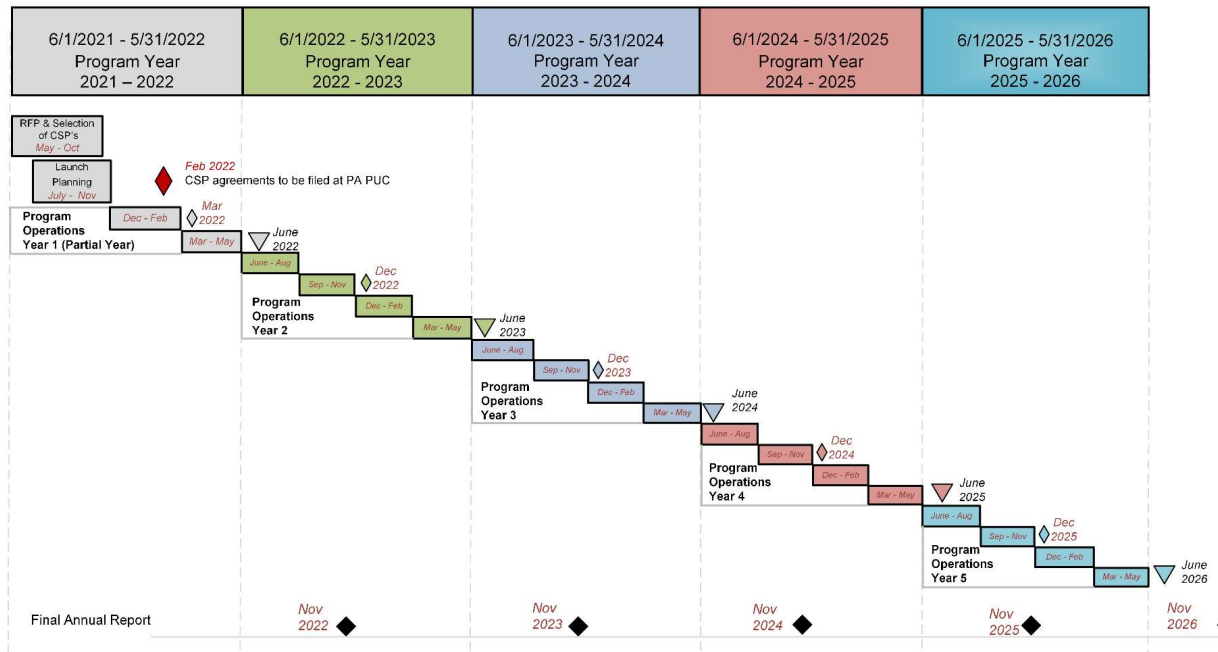 6/1/2021 - 5/31/2022
Program Year
2021 – 2022
6/1/2022 - 5/31/2023
Program Year
2022 - 2023
6/1/2023 - 5/31/2024
Program Year
2023 - 2024
6/1/2024 - 5/31/2025
Program Year
2024 - 2025
6/1/2025 - 5/31/2026
Program Year
2025 - 2026
RFP & Selection
of CSP's
May - Oct
Launch
Planning
July - Nov
Feb 2022
CSP agreements to be filed at PA PUC
Program
Operations
Year 1 (Partial Year)
Dec - Feb
Mar
2022
Mar - May
June
2022
June - Aug
Sep - Nov
Dec
2022
Program
Operations
Year 2
Dec - Feb
Mar - May
June
2023
June - Aug
Sep - Nov
Dec
2023
Program
Operations
Year 3
Dec - Feb
Mar - May
June
2024
June - Aug
Sep - Nov
Dec
2024
Program
Operations
Year 4
Dec - Feb
Mar - May
June
2025
June - Aug
Sep - Nov
Dec
2025
Program
Operations
Year 5
Dec - Feb
Mar - May
June
2026
Final Annual Report
Nov
2022
Nov
2023
Nov
2024
Nov
2025
Nov
2026